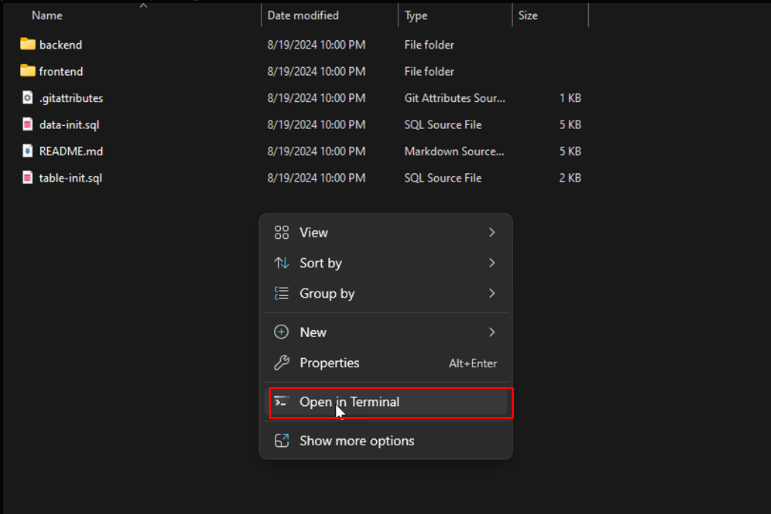 Name Date modified Type Size
backend 8/19/2024 10:00 PM File folder
frontend 8/19/2024 10:00 PM File folder
.gitattributes 8/19/2024 10:00 PM Git Attributes Sour... 1 KB
data-init.sql 8/19/2024 10:00 PM SQL Source File 5 KB
README.md 8/19/2024 10:00 PM Markdown Source... 5 KB
table-init.sql 8/19/2024 10:00 PM SQL Source File 2 KB
View
Sort by
Group by
New
Properties Alt+Enter
Open in Terminal
Show more options